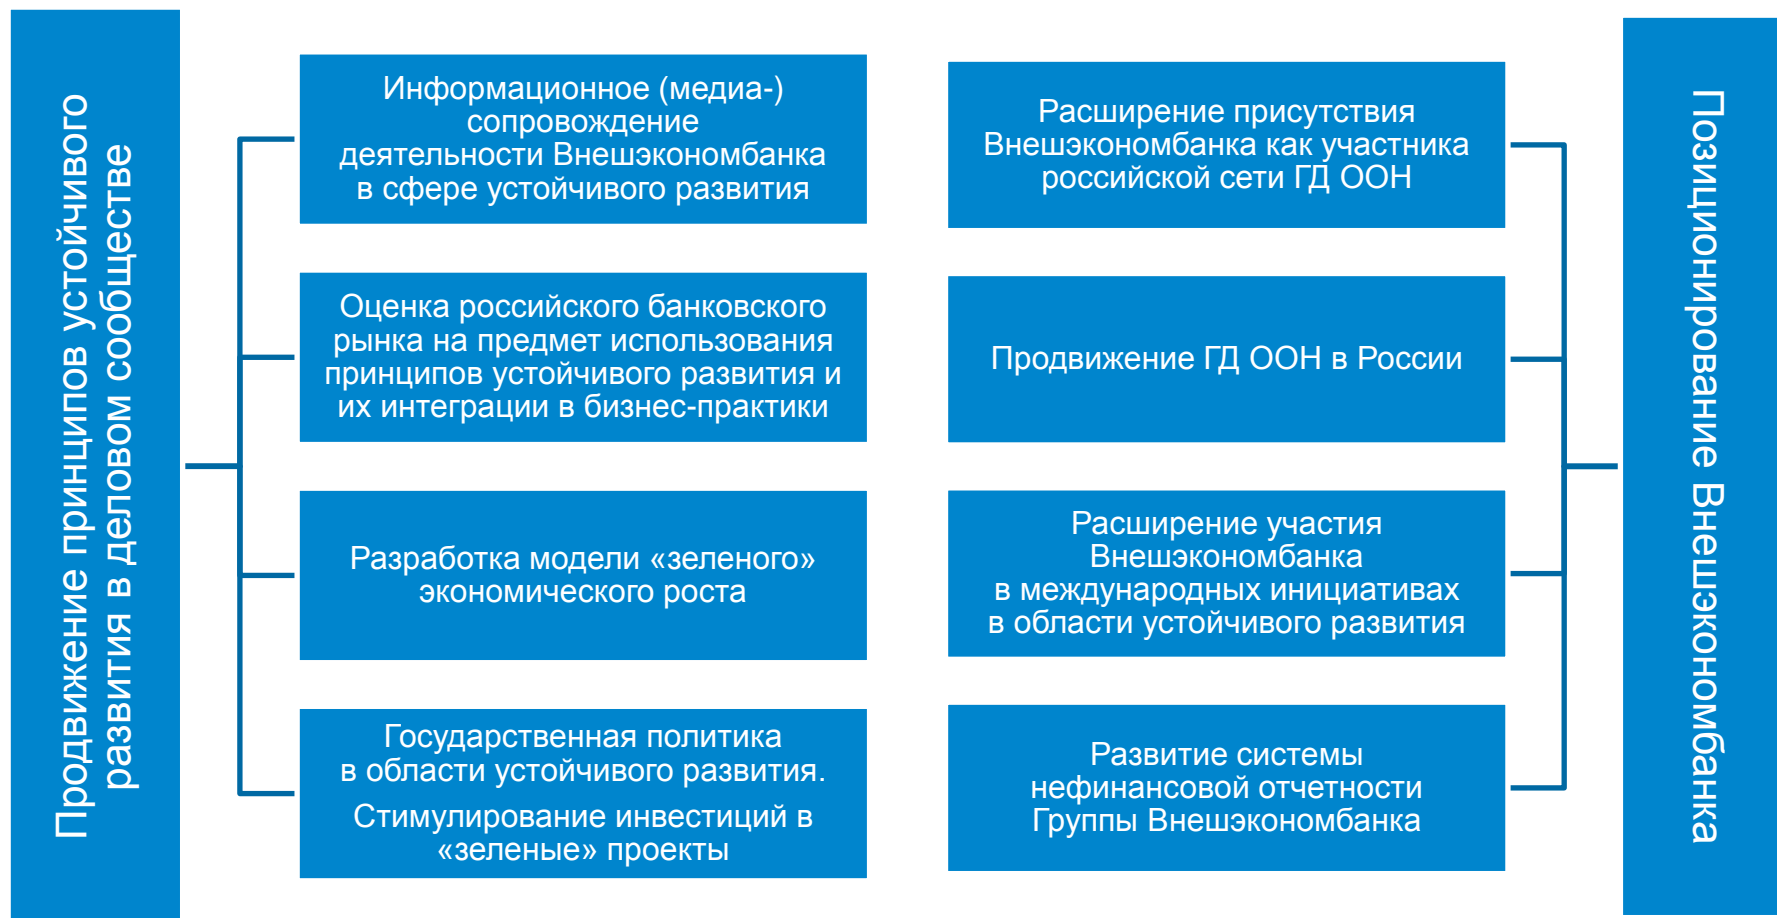 Продвижение принципов устойчивого
развития в деловом сообществе
Информационное (медиа-)
сопровождение
деятельности Внешэкономбанка
в сфере устойчивого развития
Оценка российского банковского
рынка на предмет использования
принципов устойчивого развития и
их интеграции в бизнес-практики
Разработка модели «зеленого»
экономического роста
Государственная политика
в области устойчивого развития.
Стимулирование инвестиций в
«зеленые» проекты
Расширение присутствия
Внешэкономбанка как участника
российской сети ГД ООН
Продвижение ГД ООН в России
Расширение участия
Внешэкономбанка
в международных инициативах
в области устойчивого развития
Развитие системы
нефинансовой отчетности
Группы Внешэкономбанка
Позиционирование Внешэкономбанка